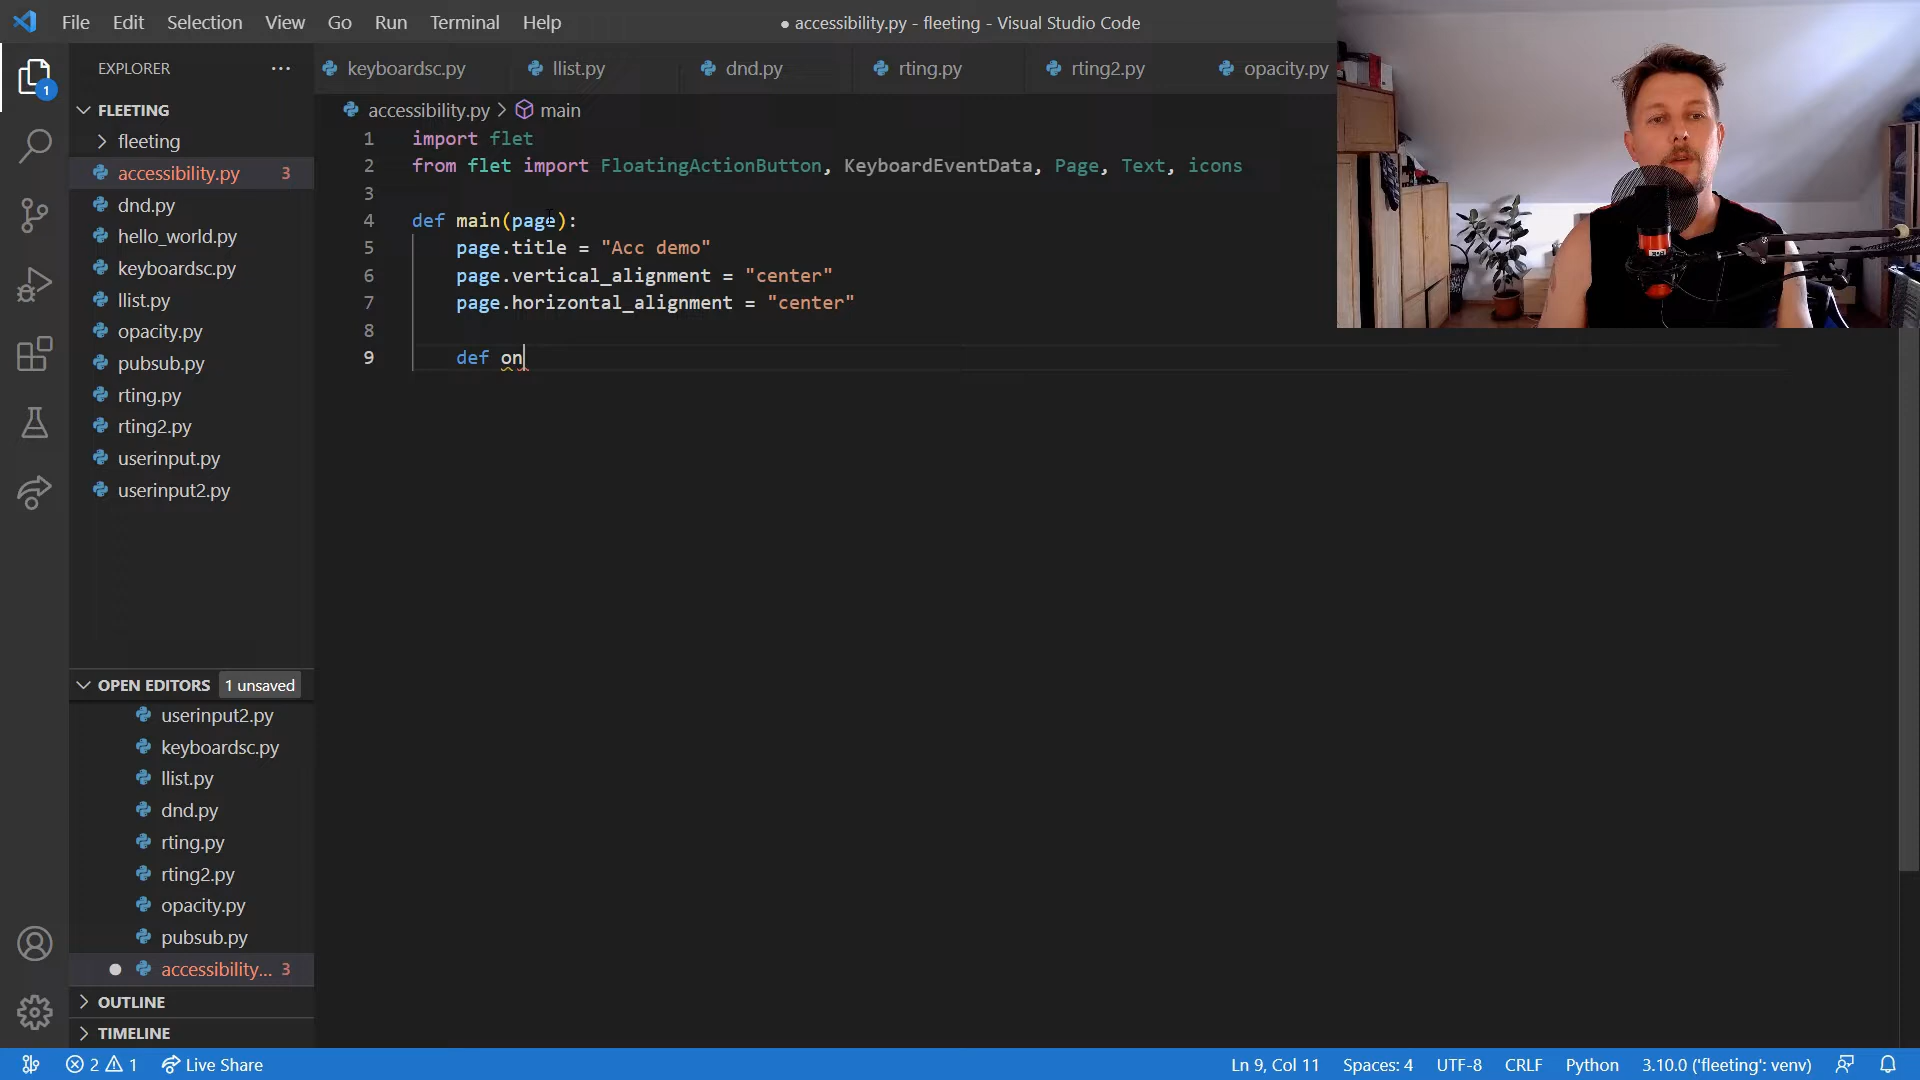 File Edit Selection View Go Run Terminal Help
● accessibility.py - fleeting - Visual Studio Code
EXPLORER ...
1
FLEETING
fleeting
accessibility.py 3
dnd.py
hello_world.py
keyboardsc.py
llist.py
opacity.py
pubsub.py
rting.py
rting2.py
userinput.py
userinput2.py
OPEN EDITORS 1 unsaved
userinput2.py
keyboardsc.py
llist.py
dnd.py
rting.py
rting2.py
opacity.py
pubsub.py
● accessibility... 3
OUTLINE
TIMELINE
keyboardsc.py llist.py dnd.py rting.py rting2.py opacity.py
accessibility.py > main
1 import flet
2 from flet import FloatingActionButton, KeyboardEventData, Page, Text, icons
3
4 def main(page):
5 page.title = "Acc demo"
6 page.vertical_alignment = "center"
7 page.horizontal_alignment = "center"
8
9 def on
2 1 Live Share
Ln 9, Col 11 Spaces: 4 UTF-8 CRLF Python 3.10.0 ('fleeting': venv)